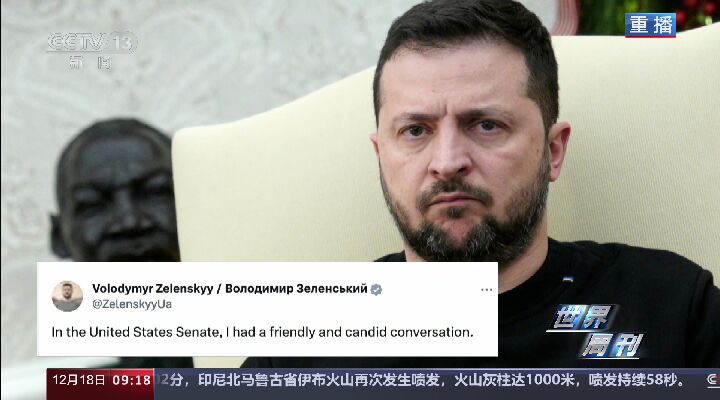 CCTV 13
新闻
重播
Volodymyr Zelenskyy / Володимир Зеленський
@ZelenskyyUa
In the United States Senate, I had a friendly and candid conversation.
世界
周刊
12月18日 09:18 02分，印尼北马鲁古省伊布火山再次发生喷发，火山灰柱达1000米，喷发持续58秒。